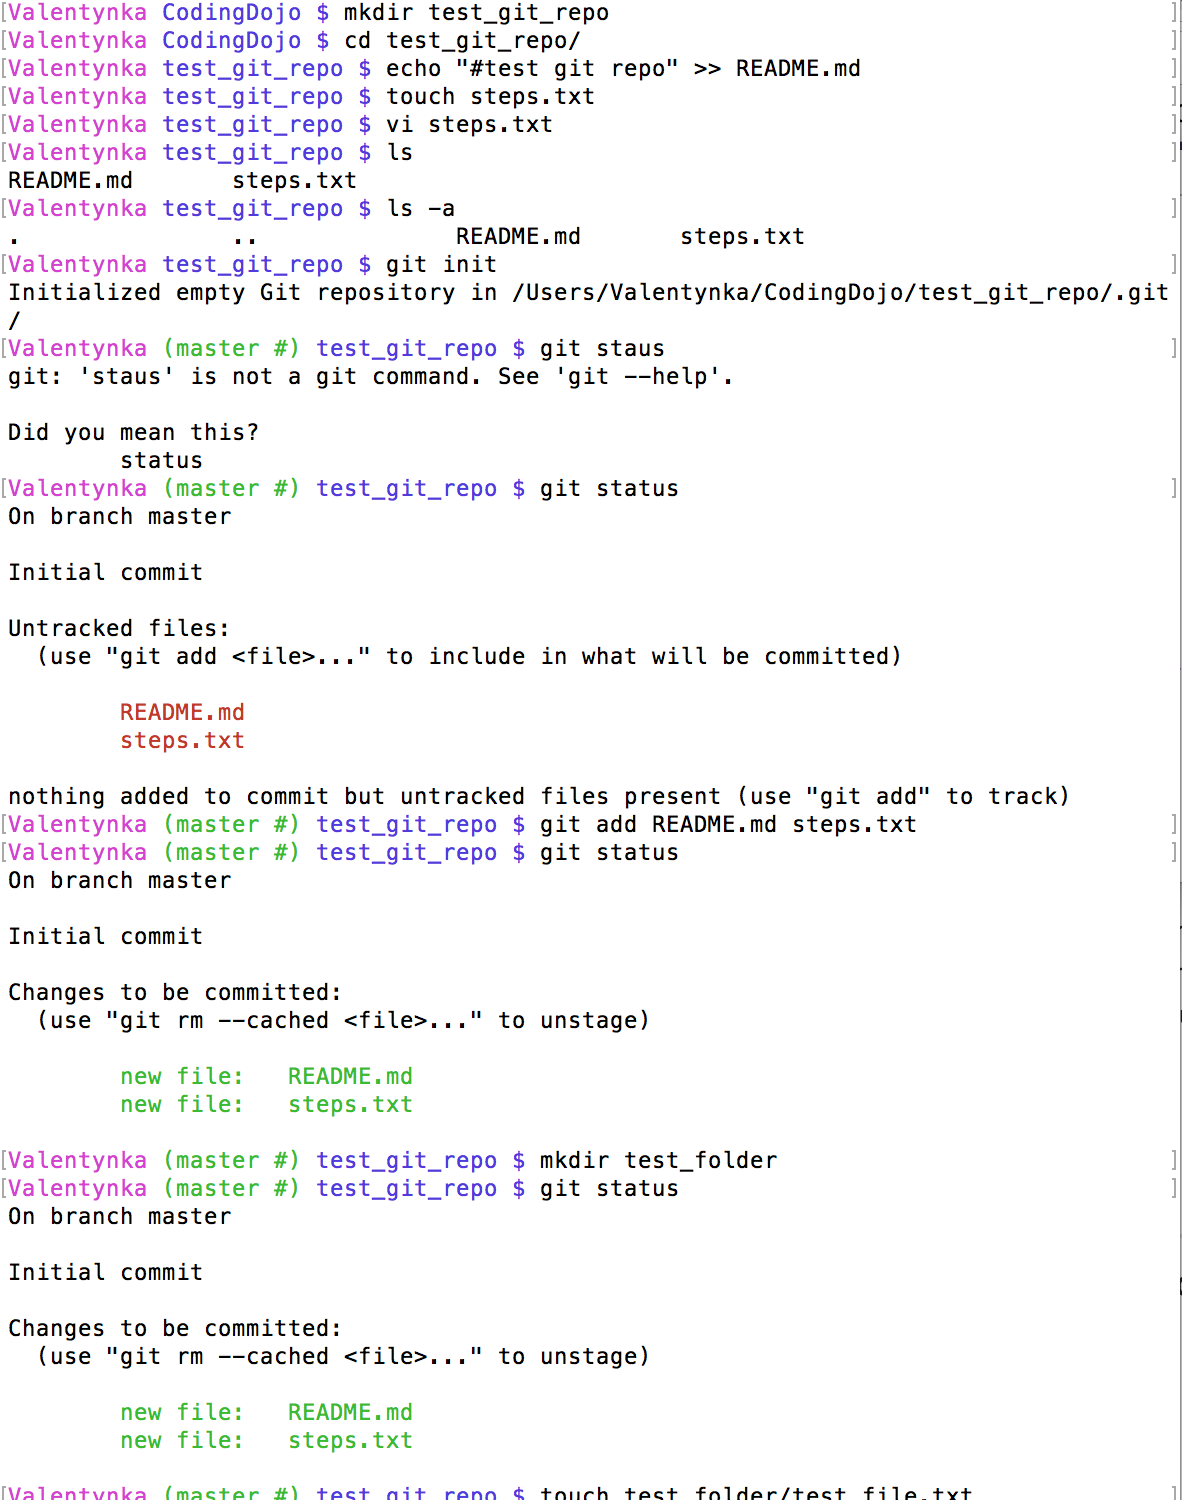 [Valentynka CodingDojo $ mkdir test_git_repo ]
[Valentynka CodingDojo $ cd test_git_repo/ ]
[Valentynka test_git_repo $ echo "#test git repo" >> README.md ]
[Valentynka test_git_repo $ touch steps.txt ]
[Valentynka test_git_repo $ vi steps.txt ]
[Valentynka test_git_repo $ ls ]
README.md steps.txt
[Valentynka test_git_repo $ ls -a ]
. .. README.md steps.txt
[Valentynka test_git_repo $ git init ]
Initialized empty Git repository in /Users/Valentynka/CodingDojo/test_git_repo/.git
/
[Valentynka (master #) test_git_repo $ git staus ]
git: 'staus' is not a git command. See 'git --help'.
Did you mean this?
status
[Valentynka (master #) test_git_repo $ git status ]
On branch master
Initial commit
Untracked files:
(use "git add <file>..." to include in what will be committed)
README.md
steps.txt
nothing added to commit but untracked files present (use "git add" to track)
[Valentynka (master #) test_git_repo $ git add README.md steps.txt ]
[Valentynka (master #) test_git_repo $ git status ]
On branch master
Initial commit
Changes to be committed:
(use "git rm --cached <file>..." to unstage)
new file: README.md
new file: steps.txt
[Valentynka (master #) test_git_repo $ mkdir test_folder ]
[Valentynka (master #) test_git_repo $ git status ]
On branch master
Initial commit
Changes to be committed:
(use "git rm --cached <file>..." to unstage)
new file: README.md
new file: steps.txt
[Valentynka (master #) test_git_repo $ touch test_folder/test_file.txt ]